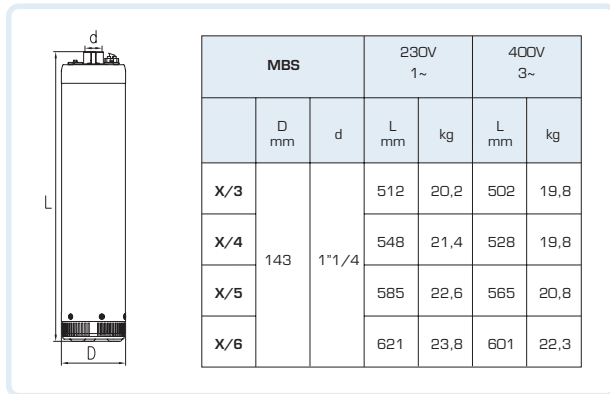 d
L
D
MBS 230V 400V
1~ 3~
D d L kg L kg
mm mm mm
X/3 512 20,2 502 19,8
X/4 548 21,4 528 19,8
143 1"1/4
X/5 585 22,6 565 20,8
X/6 621 23,8 601 22,3